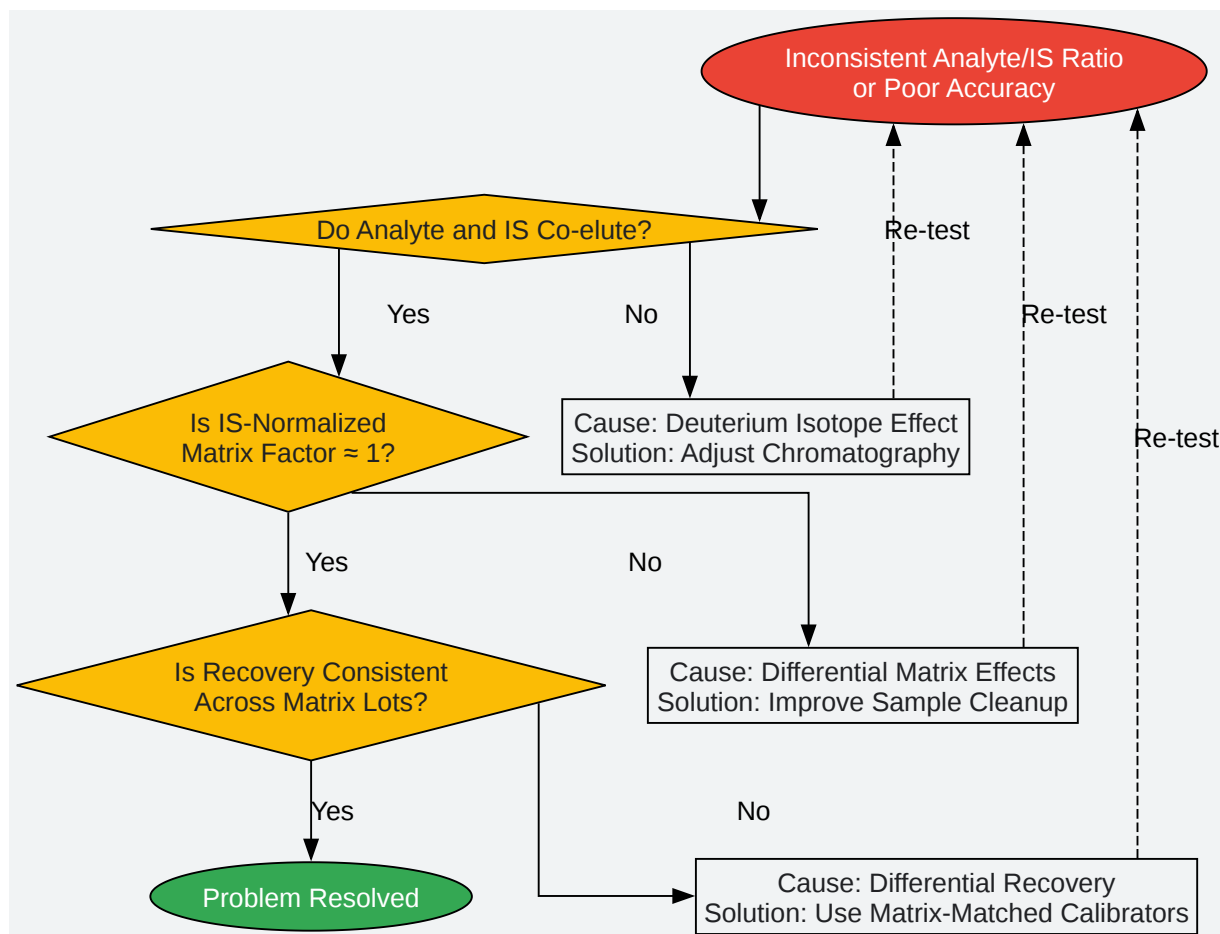 Inconsistent Analyte/IS Ratio
or Poor Accuracy
Do Analyte and IS Co-elute?
Re-test
Yes
No
Re-test
Is IS-Normalized
Matrix Factor ≈ 1?
Cause: Deuterium Isotope Effect
Solution: Adjust Chromatography
Re-test
Yes
No
Is Recovery Consistent
Across Matrix Lots?
Cause: Differential Matrix Effects
Solution: Improve Sample Cleanup
Yes
No
Problem Resolved
Cause: Differential Recovery
Solution: Use Matrix-Matched Calibrators